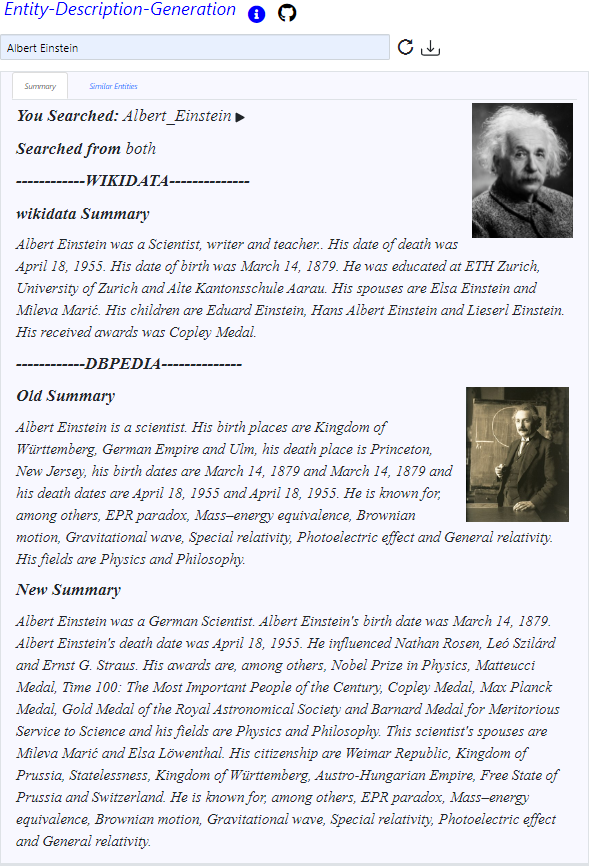 Entity-Description-Generation
Albert Einstein
Summary
Similar Entities
You Searched: Albert_Einstein
Searched from both
------------WIKIDATA--------------
wikidata Summary
Albert Einstein was a Scientist, writer and teacher.. His date of death was
April 18, 1955. His date of birth was March 14, 1879. He was educated at ETH Zurich,
University of Zurich and Alte Kantonsschule Aarau. His spouses are Elsa Einstein and
Mileva Marić. His children are Eduard Einstein, Hans Albert Einstein and Lieserl Einstein.
His received awards was Copley Medal.
------------DBPEDIA--------------
Old Summary
Albert Einstein is a scientist. His birth places are Kingdom of
Württemberg, German Empire and Ulm, his death place is Princeton,
New Jersey, his birth dates are March 14, 1879 and March 14, 1879 and
his death dates are April 18, 1955 and April 18, 1955. He is known for,
among others, EPR paradox, Mass–energy equivalence, Brownian
motion, Gravitational wave, Special relativity, Photoelectric effect and General relativity.
His fields are Physics and Philosophy.
New Summary
Albert Einstein was a German Scientist. Albert Einstein's birth date was March 14, 1879.
Albert Einstein's death date was April 18, 1955. He influenced Nathan Rosen, Leó Szilárd
and Ernst G. Straus. His awards are, among others, Nobel Prize in Physics, Matteucci
Medal, Time 100: The Most Important People of the Century, Copley Medal, Max Planck
Medal, Gold Medal of the Royal Astronomical Society and Barnard Medal for Meritorious
Service to Science and his fields are Physics and Philosophy. This scientist's spouses are
Mileva Marić and Elsa Löwenthal. His citizenship are Weimar Republic, Kingdom of
Prussia, Statelessness, Kingdom of Württemberg, Austro-Hungarian Empire, Free State of
Prussia and Switzerland. He is known for, among others, EPR paradox, Mass–energy
equivalence, Brownian motion, Gravitational wave, Special relativity, Photoelectric effect
and General relativity.